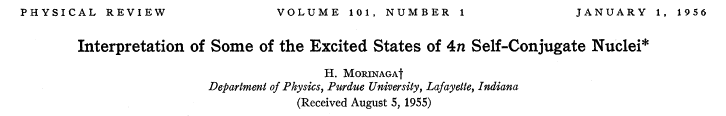 PHYSICAL REVIEW VOLUME 101, NUMBER 1 JANUARY 1, 1956
Interpretation of Some of the Excited States of 4n Self-Conjugate Nuclei*
H. MORINAGA†
Department of Physics, Purdue University, Lafayette, Indiana
(Received August 5, 1955)